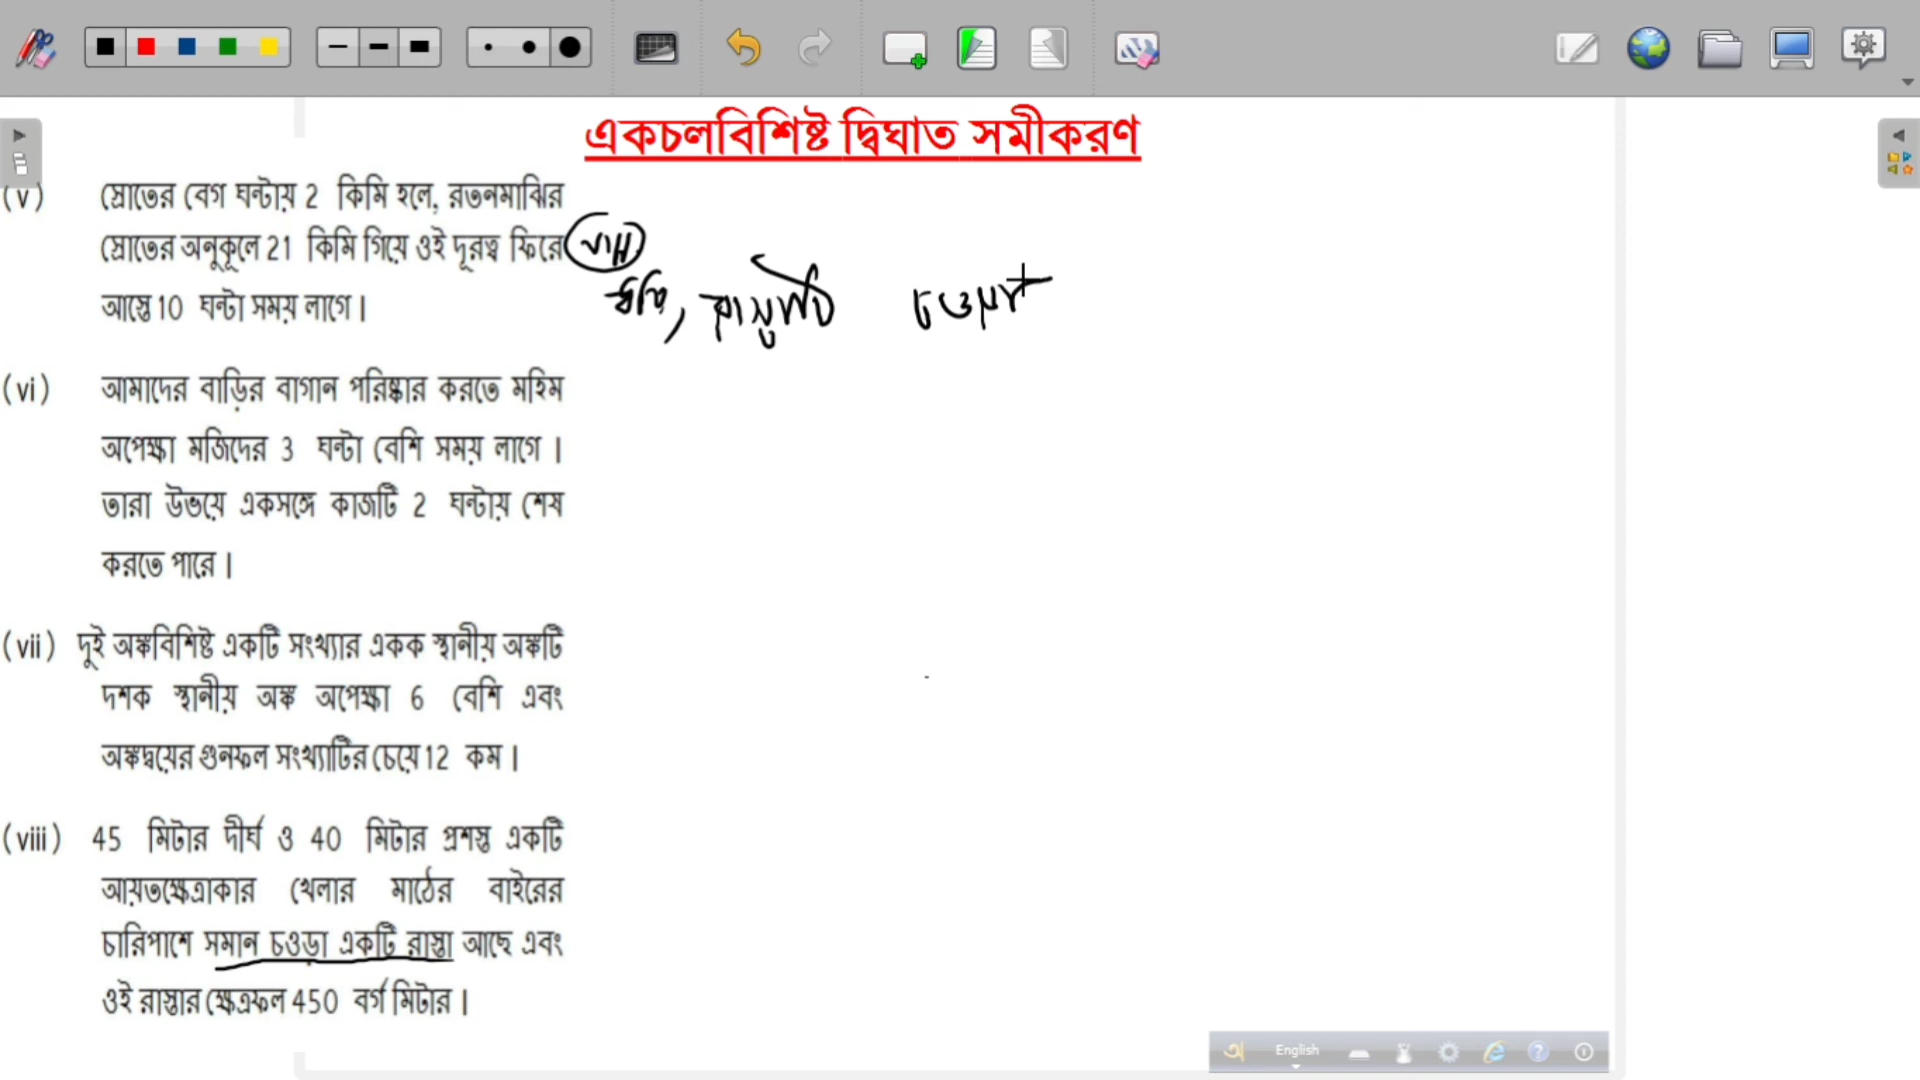 একচলবিশিষ্ট দ্বিঘাত সমীকরণ
(v) স্রোতের বেগ ঘন্টায় 2 কিমি হলে, রতনমাঝির
স্রোতের অনুকূলে 21 কিমি গিয়ে ওই দূরত্ব ফিরে
আস্তে 10 ঘন্টা সময় লাগে।
viii
ধরি,
(vi) আমাদের বাড়ির বাগান পরিষ্কার করতে মহিম
অপেক্ষা মজিদের 3 ঘন্টা বেশি সময় লাগে।
তারা উভয়ে একসঙ্গে কাজটি 2 ঘন্টায় শেষ
করতে পারে।
(vii) দুই অঙ্কবিশিষ্ট একটি সংখ্যার একক স্থানীয় অঙ্কটি
দশক স্থানীয় অঙ্ক অপেক্ষা 6 বেশি এবং
অঙ্কদ্বয়ের গুনফল সংখ্যাটির চেয়ে 12 কম।
(viii) 45 মিটার দীর্ঘ ও 40 মিটার প্রশস্ত একটি
আয়তক্ষেত্রাকার খেলার মাঠের বাইরের
চারিপাশে সমান চওড়া একটি রাস্তা আছে এবং
ওই রাস্তার ক্ষেত্রফল 450 বর্গ মিটার।
অ English